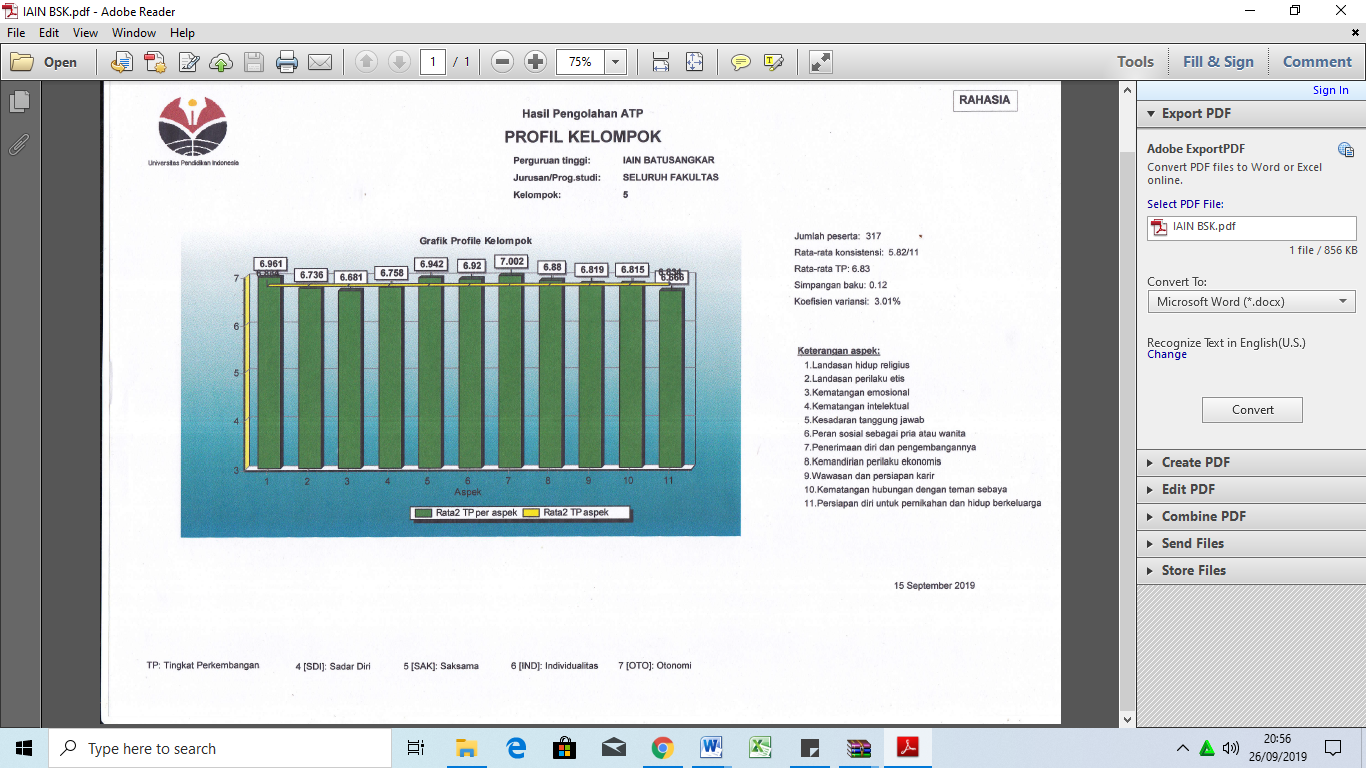 IAIN BSK.pdf - Adobe Reader
File Edit View Window Help
Open 1 / 1 75% Tools Fill & Sign Comment
Sign In
Export PDF
Adobe ExportPDF
Convert PDF files to Word or Excel
online.
Select PDF File:
IAIN BSK.pdf
1 file / 856 KB
Convert To:
Microsoft Word (*.docx)
Recognize Text in English(U.S.)
Change
Convert
Create PDF
Edit PDF
Combine PDF
Send Files
Store Files
Universitas Pendidikan Indonesia
RAHASIA
Hasil Pengolahan ATP
PROFIL KELOMPOK
Perguruan tinggi: IAIN BATUSANGKAR
Jurusan/Prog.studi: SELURUH FAKULTAS
Kelompok: 5
Grafik Profile Kelompok
6.961 6.736 6.681 6.758 6.942 6.92 7.002 6.88 6.819 6.815 6.834
6.666
7
6
5
4
3
1 2 3 4 5 6 7 8 9 10 11
Aspek
Rata2 TP per aspek Rata2 TP aspek
Jumlah peserta: 317
Rata-rata konsistensi: 5.82/11
Rata-rata TP: 6.83
Simpangan baku: 0.12
Koefisien variansi: 3.01%
Keterangan aspek:
1.Landasan hidup religius
2.Landasan perilaku etis
3.Kematangan emosional
4.Kematangan intelektual
5.Kesadaran tanggung jawab
6.Peran sosial sebagai pria atau wanita
7.Penerimaan diri dan pengembangannya
8.Kemandirian perilaku ekonomis
9.Wawasan dan persiapan karir
10.Kematangan hubungan dengan teman sebaya
11.Persiapan diri untuk pernikahan dan hidup berkeluarga
15 September 2019
TP: Tingkat Perkembangan 4 [SDI]: Sadar Diri 5 [SAK]: Saksama 6 [IND]: Individualitas 7 [OTO]: Otonomi
Type here to search
20:56
26/09/2019